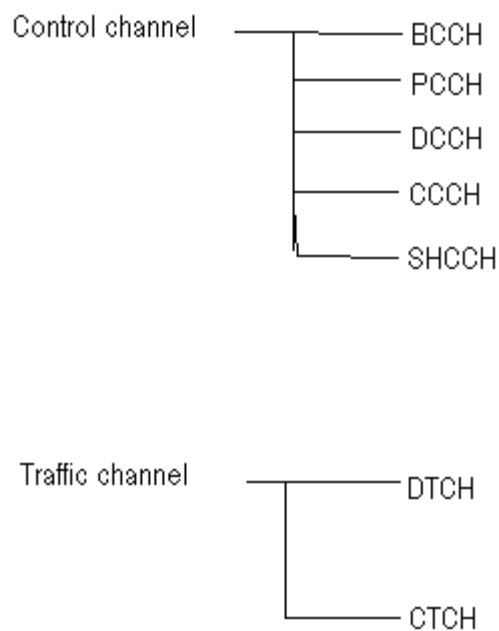 Control channel
BCCH
PCCH
DCCH
CCCH
SHCCH
Traffic channel
DTCH
CTCH